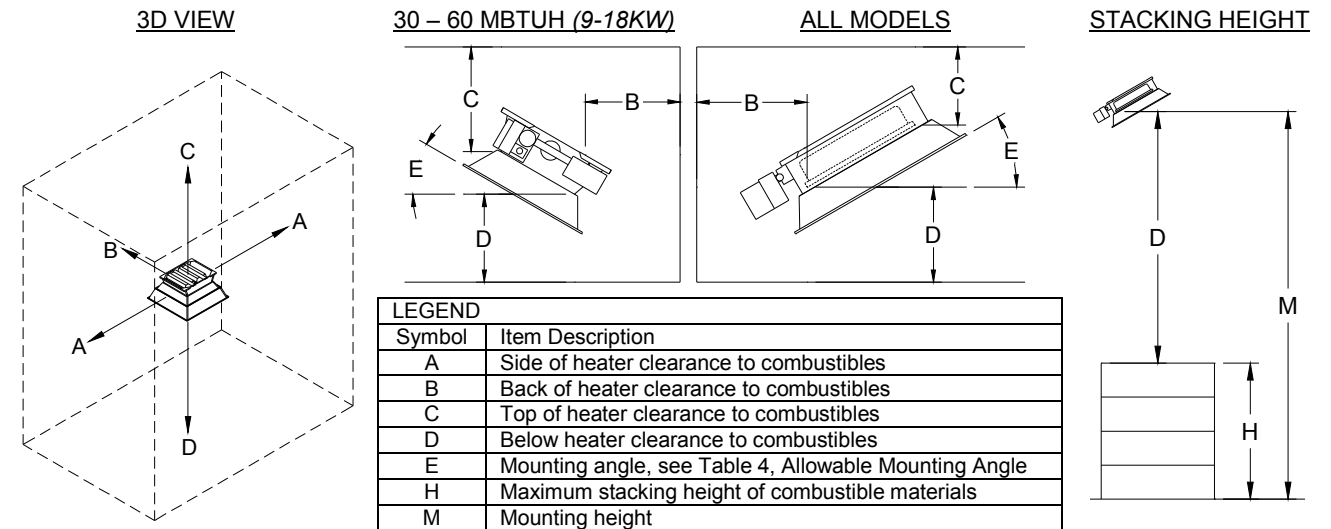 3D VIEW
30 – 60 MBTUH (9-18KW)
ALL MODELS
STACKING HEIGHT
C
A
B
A
D
C
B
E
D
B
C
E
D
D
M
H
LEGEND
Symbol Item Description
A Side of heater clearance to combustibles
B Back of heater clearance to combustibles
C Top of heater clearance to combustibles
D Below heater clearance to combustibles
E Mounting angle, see Table 4, Allowable Mounting Angle
H Maximum stacking height of combustible materials
M Mounting height